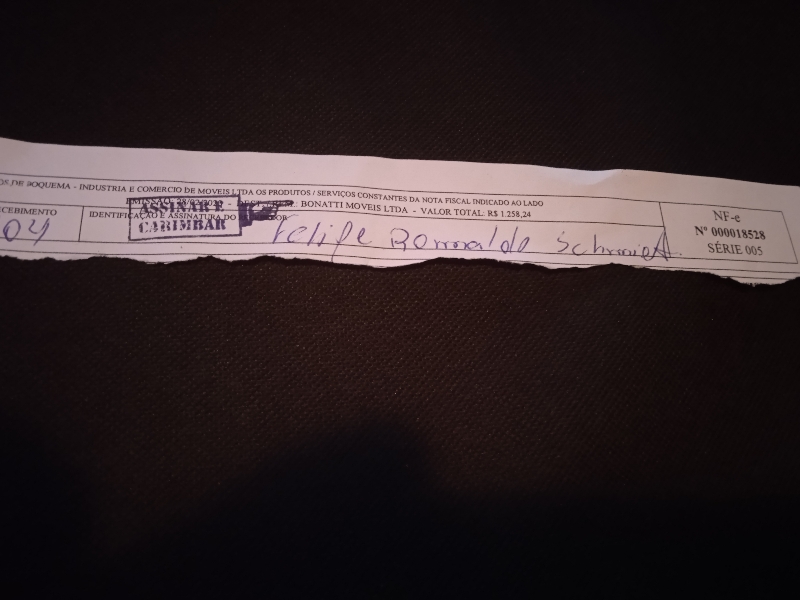 OS DE BOQUEMA - INDUSTRIA E COMERCIO DE MOVEIS LTDA OS PRODUTOS / SERVIÇOS CONSTANTES DA NOTA FISCAL INDICADO AO LADO
EMISSÃO: BONATTI MOVEIS LTDA - VALOR TOTAL: R$ 1.258,24
CEBIMENTO
IDENTIFICAÇÃO E ASSINATURA DO
ASSINAR E
CARIMBAR
04
Felipe Romaldo Schmidt
NF-e
Nº 000018528
SÉRIE 005